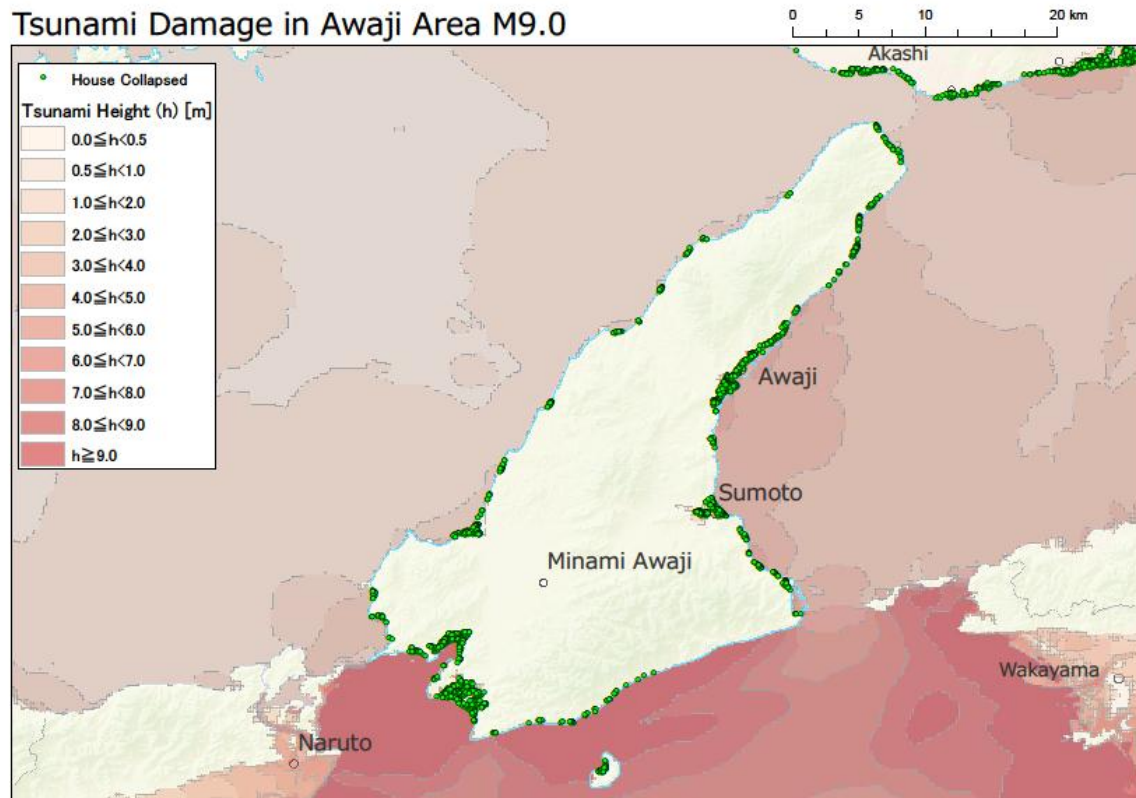 Tsunami Damage in Awaji Area M9.0
0 5 10 20 km
Akashi
House Collapsed
Tsunami Height (h) [m]
0.0≦h<0.5
0.5≦h<1.0
1.0≦h<2.0
2.0≦h<3.0
3.0≦h<4.0
4.0≦h<5.0
5.0≦h<6.0
6.0≦h<7.0
7.0≦h<8.0
8.0≦h<9.0
h≧9.0
Awaji
Sumoto
Minami Awaji
Wakayama
Naruto